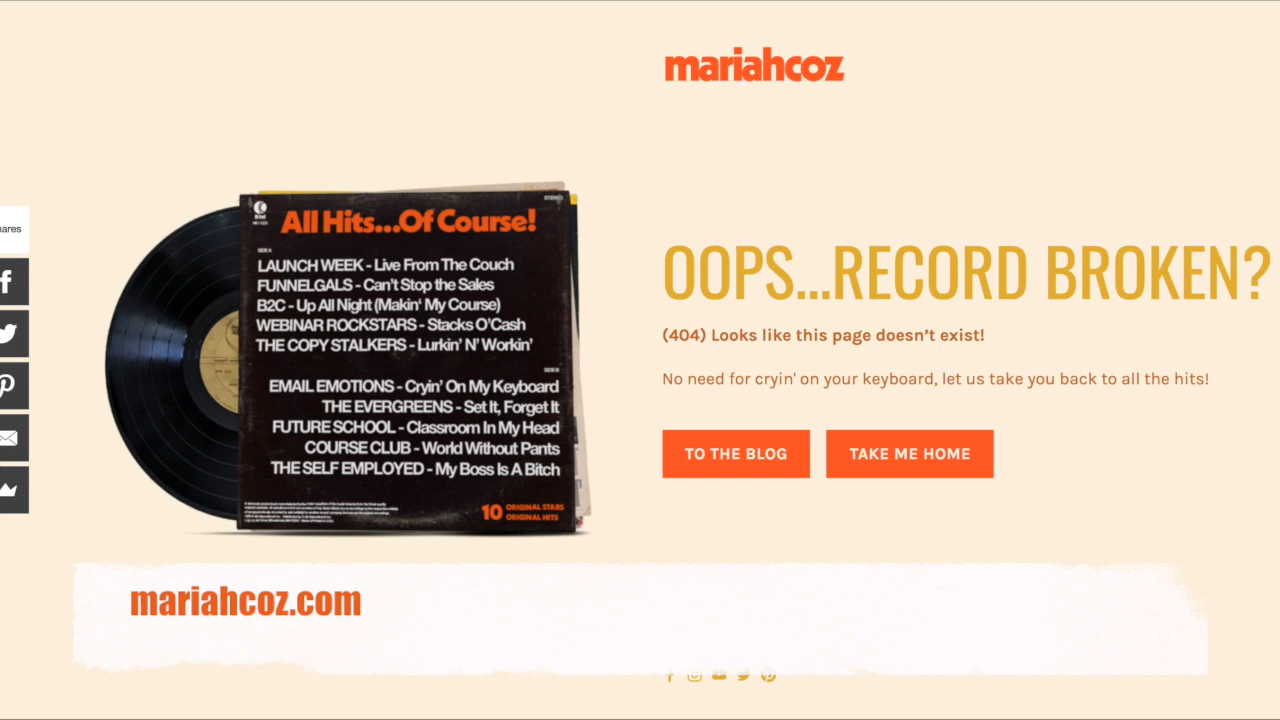 mariahcoz
hares
STEREO
All Hits...Of Course!
SIDE A
LAUNCH WEEK - Live From The Couch
FUNNELGALS - Can't Stop the Sales
B2C - Up All Night (Makin' My Course)
WEBINAR ROCKSTARS - Stacks O'Cash
THE COPY STALKERS - Lurkin' N' Workin'
SIDE B
EMAIL EMOTIONS - Cryin' On My Keyboard
THE EVERGREENS - Set It, Forget It
FUTURE SCHOOL - Classroom In My Head
COURSE CLUB - World Without Pants
THE SELF EMPLOYED - My Boss Is A Bitch
10 ORIGINAL STARS
ORIGINAL HITS
OOPS...RECORD BROKEN?
(404) Looks like this page doesn’t exist!
No need for cryin' on your keyboard, let us take you back to all the hits!
TO THE BLOG
TAKE ME HOME
mariahcoz.com